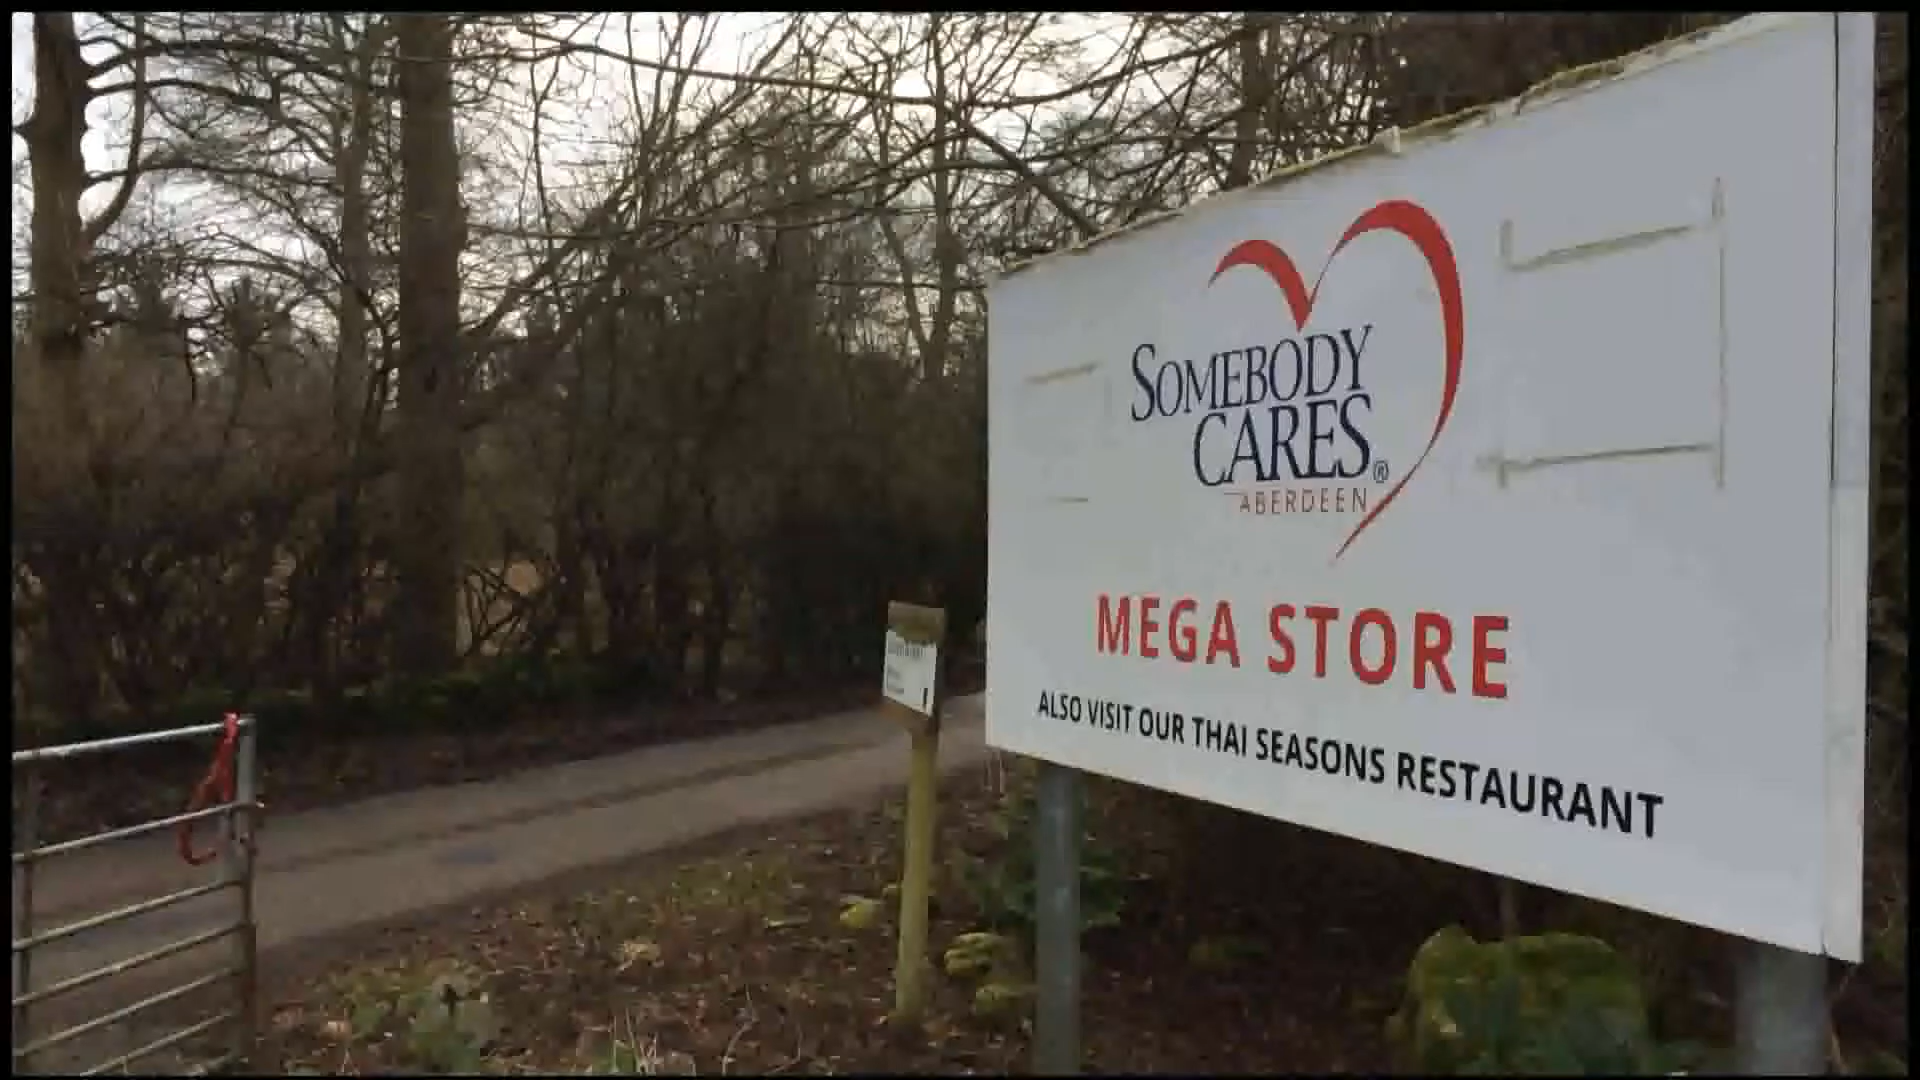 SOMEBODY
CARES®
ABERDEEN
MEGA STORE
ALSO VISIT OUR THAI SEASONS RESTAURANT